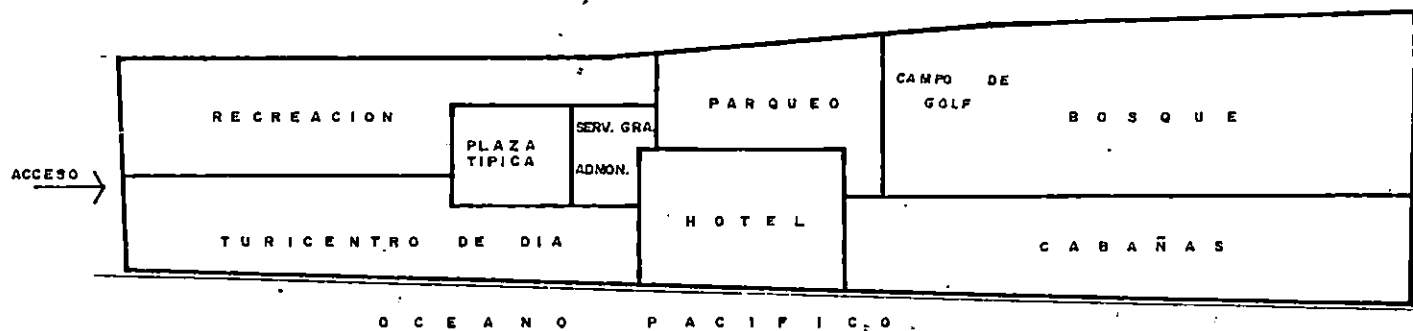 RECREACION
PLAZA
TIPICA
SERV. GRA.
ADMON.
PARQUEO
CAMPO DE
GOLF
BOSQUE
ACCESO
TURICENTRO DE DIA
HOTEL
CABAÑAS
OCEANO PACIFICO.